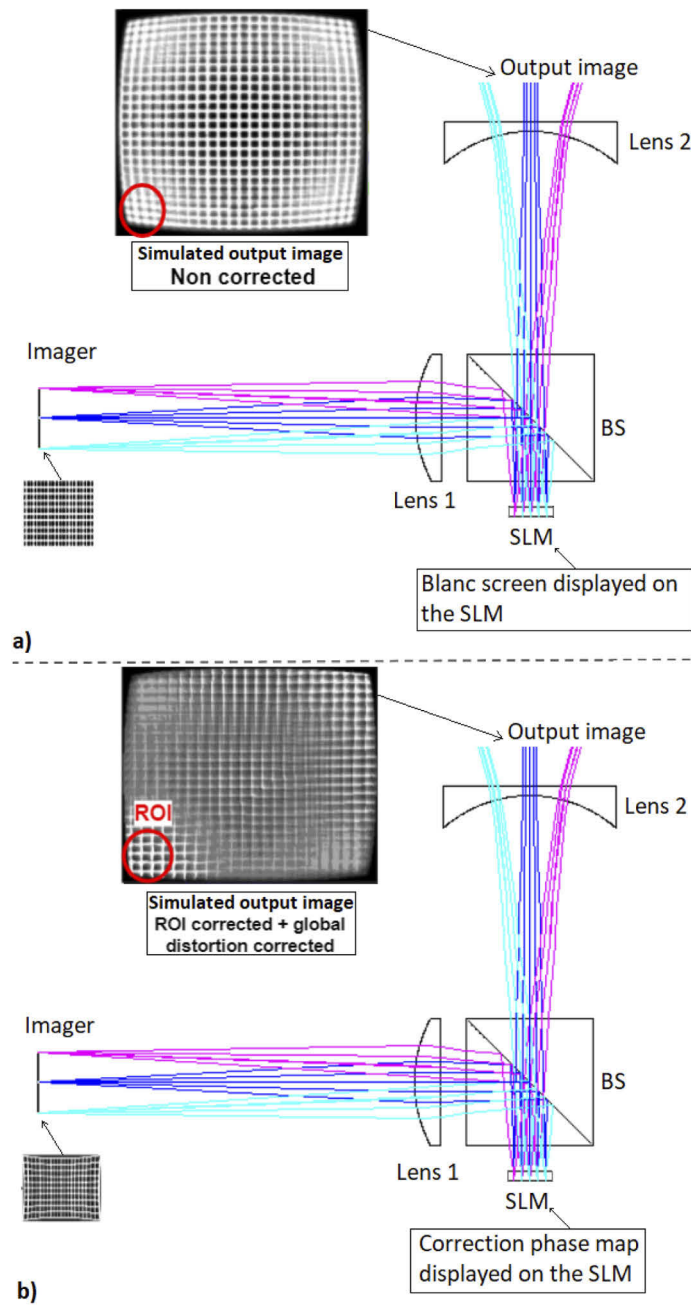 Output image
Lens 2
Simulated output image
Non corrected
Imager
BS
Lens 1
SLM
Blanc screen displayed on
the SLM
a)
Output image
Lens 2
ROI
Simulated output image
ROI corrected + global
distortion corrected
Imager
BS
Lens 1
SLM
Correction phase map
displayed on the SLM
b)